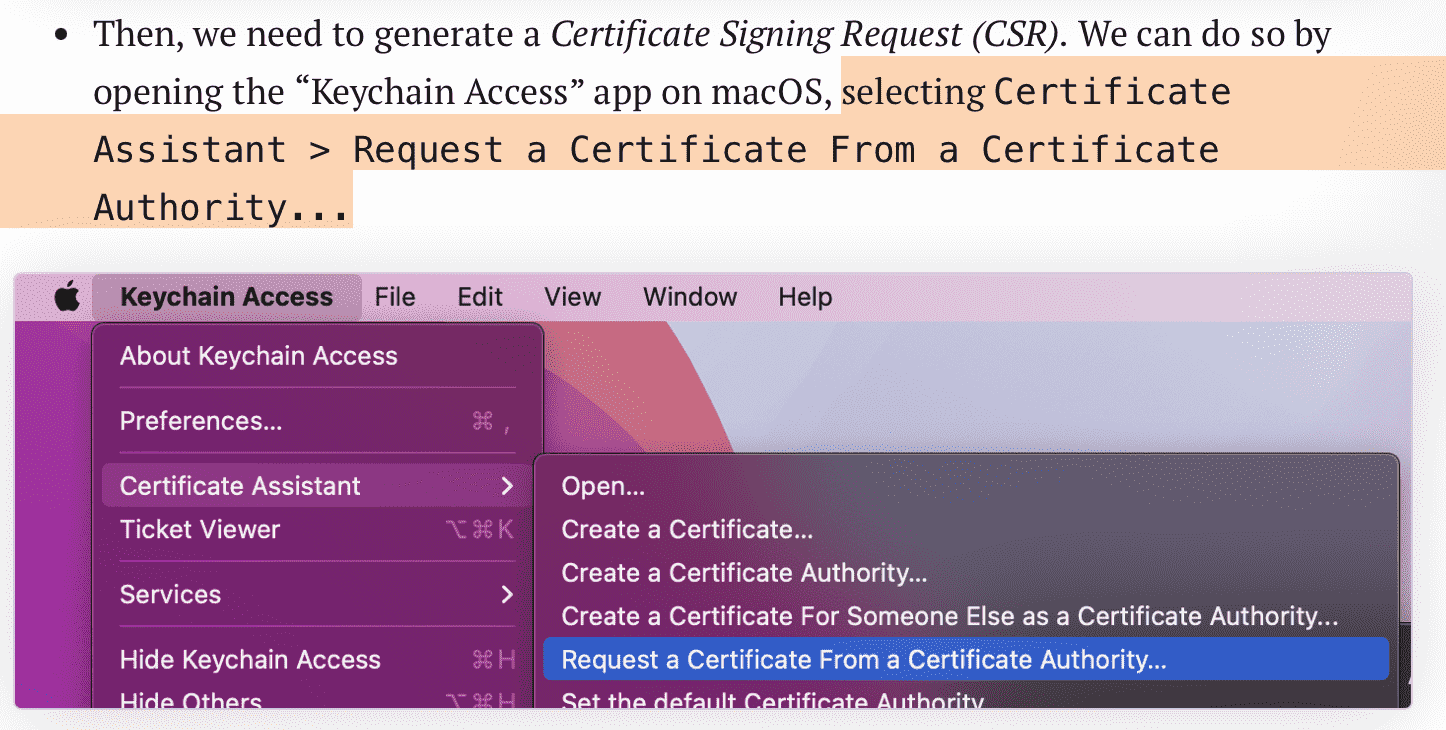 • Then, we need to generate a Certificate Signing Request (CSR). We can do so by
opening the “Keychain Access” app on macOS, selecting Certificate
Assistant > Request a Certificate From a Certificate
Authority...
Keychain Access File Edit View Window Help
About Keychain Access
Preferences... ⌘ ,
Certificate Assistant >
Open...
Ticket Viewer ⌥⌘K
Create a Certificate...
Create a Certificate Authority...
Services >
Create a Certificate For Someone Else as a Certificate Authority...
Hide Keychain Access ⌘H
Request a Certificate From a Certificate Authority...
Hide Others ⌥⌘H
Set the default Certificate Authority